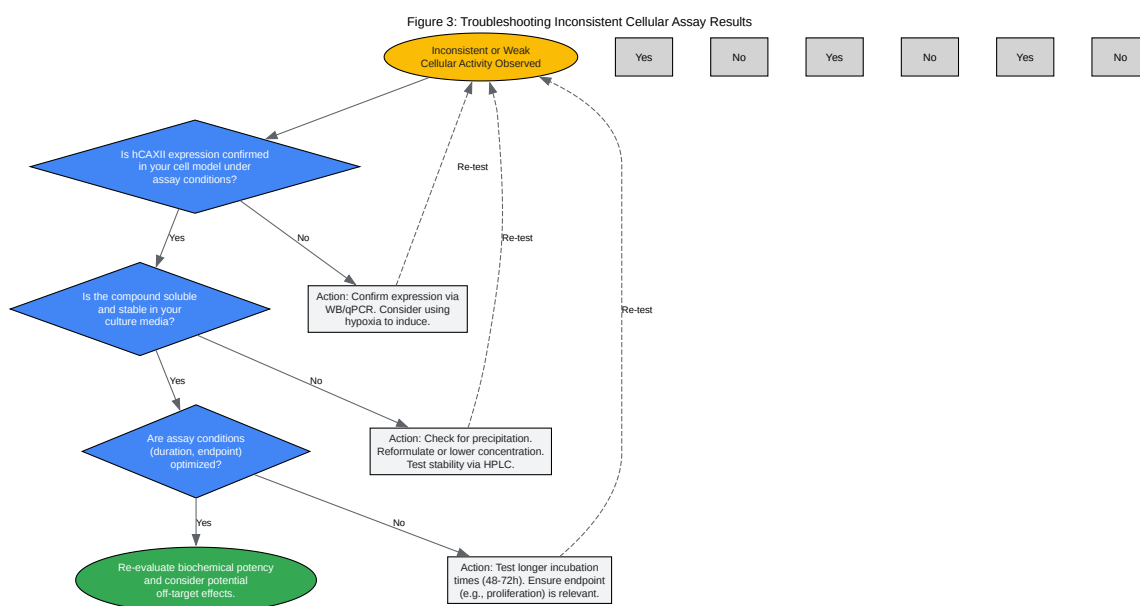 Figure 3: Troubleshooting Inconsistent Cellular Assay Results
Inconsistent or Weak
Cellular Activity Observed
Yes
No
Yes
No
Yes
No
Is hCAXII expression confirmed
in your cell model under
assay conditions?
Re-test
Yes
No
Re-test
Is the compound soluble
and stable in your
culture media?
Action: Confirm expression via
WB/qPCR. Consider using
hypoxia to induce.
Re-test
Yes
No
Are assay conditions
(duration, endpoint)
optimized?
Action: Check for precipitation.
Reformulate or lower concentration.
Test stability via HPLC.
Yes
No
Re-evaluate biochemical potency
and consider potential
off-target effects.
Action: Test longer incubation
times (48-72h). Ensure endpoint
(e.g., proliferation) is relevant.